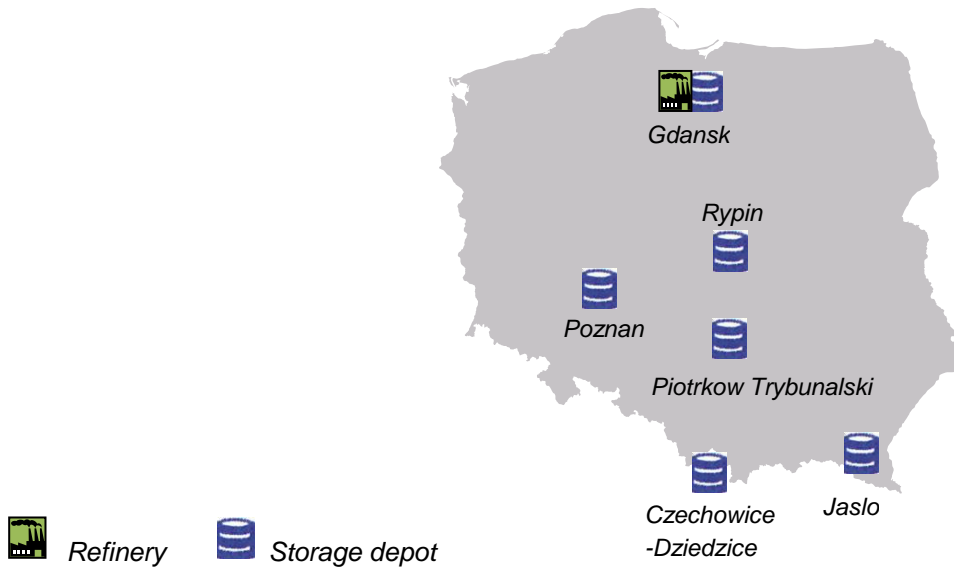 Gdansk
Rypin
Poznan
Piotrkow Trybunalski
Czechowice
-Dziedzice
Jaslo
Refinery
Storage depot